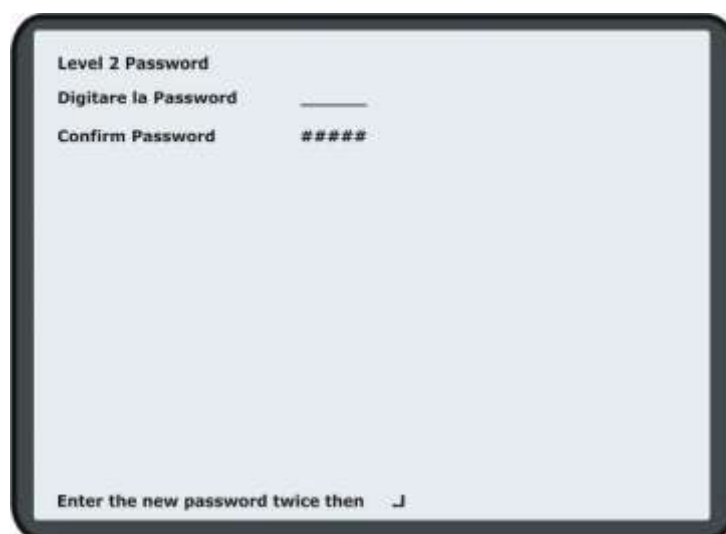 Level 2 Password
Digitare la Password ______
Confirm Password #####
Enter the new password twice then ↵